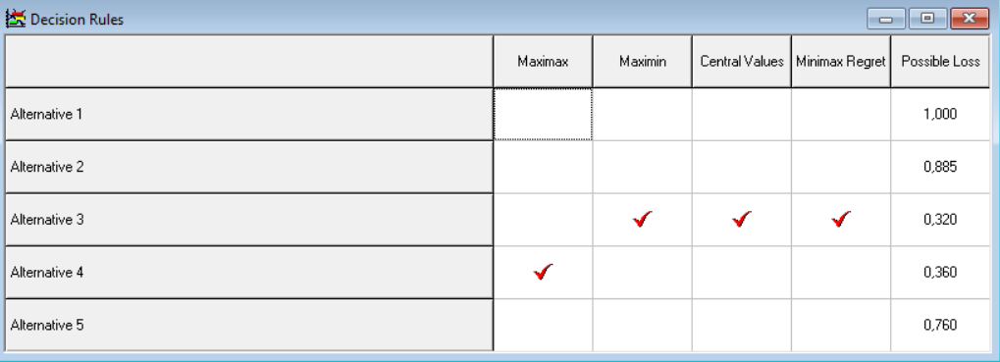 Decision Rules
Maximax Maximin Central Values Minimax Regret Possible Loss
Alternative 1 1,000
Alternative 2 0,885
Alternative 3 0,320
Alternative 4 0,360
Alternative 5 0,760